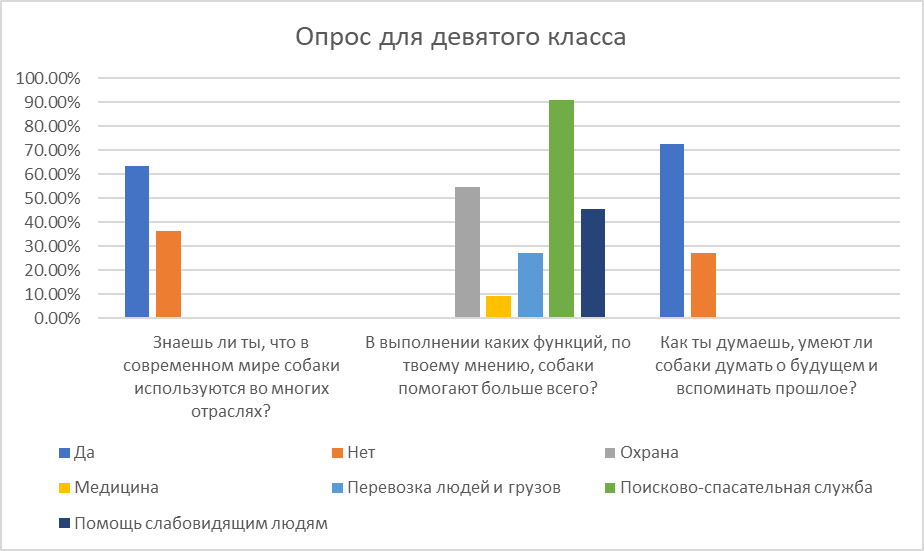 Опрос для девятого класса
100.00%
90.00%
80.00%
70.00%
60.00%
50.00%
40.00%
30.00%
20.00%
10.00%
0.00%
Знаешь ли ты, что в
современном мире собаки
используются во многих
отраслях?
В выполнении каких функций, по
твоему мнению, собаки
помогают больше всего?
Как ты думаешь, умеют ли
собаки думать о будущем и
вспоминать прошлое?
Да
Нет
Охрана
Медицина
Перевозка людей и грузов
Поисково-спасательная служба
Помощь слабовидящим людям